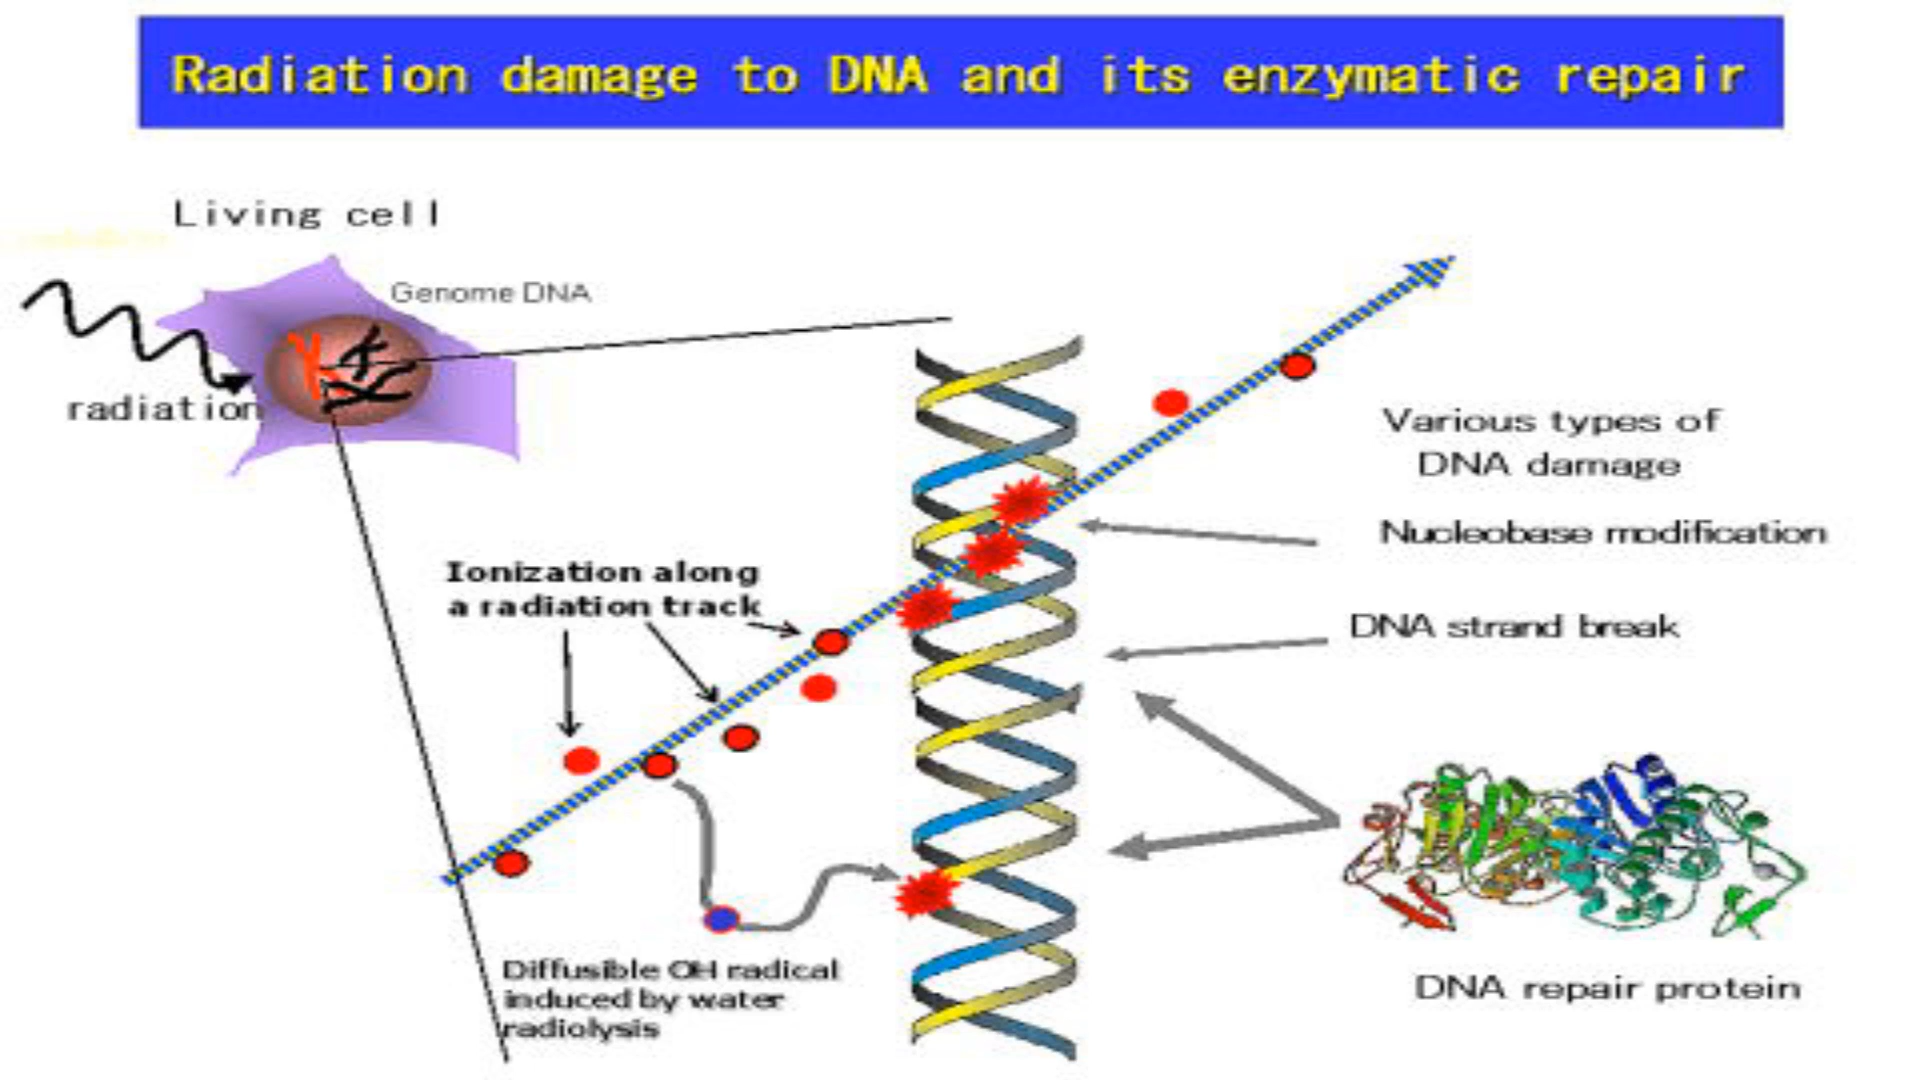 Radiation damage to DNA and its enzymatic repair
Living cell
Genome DNA
radiation
Various types of
DNA damage
Nucleobase modification
Ionization along
a radiation track
DNA strand break
Diffusible OH radical
induced by water
radiolysis
DNA repair protein